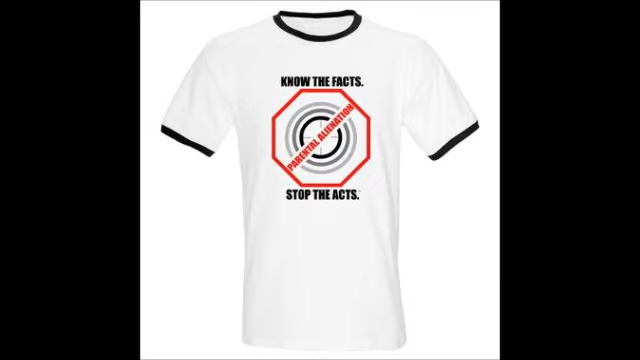 KNOW THE FACTS.
PARENTAL ALIENATION
STOP THE ACTS.